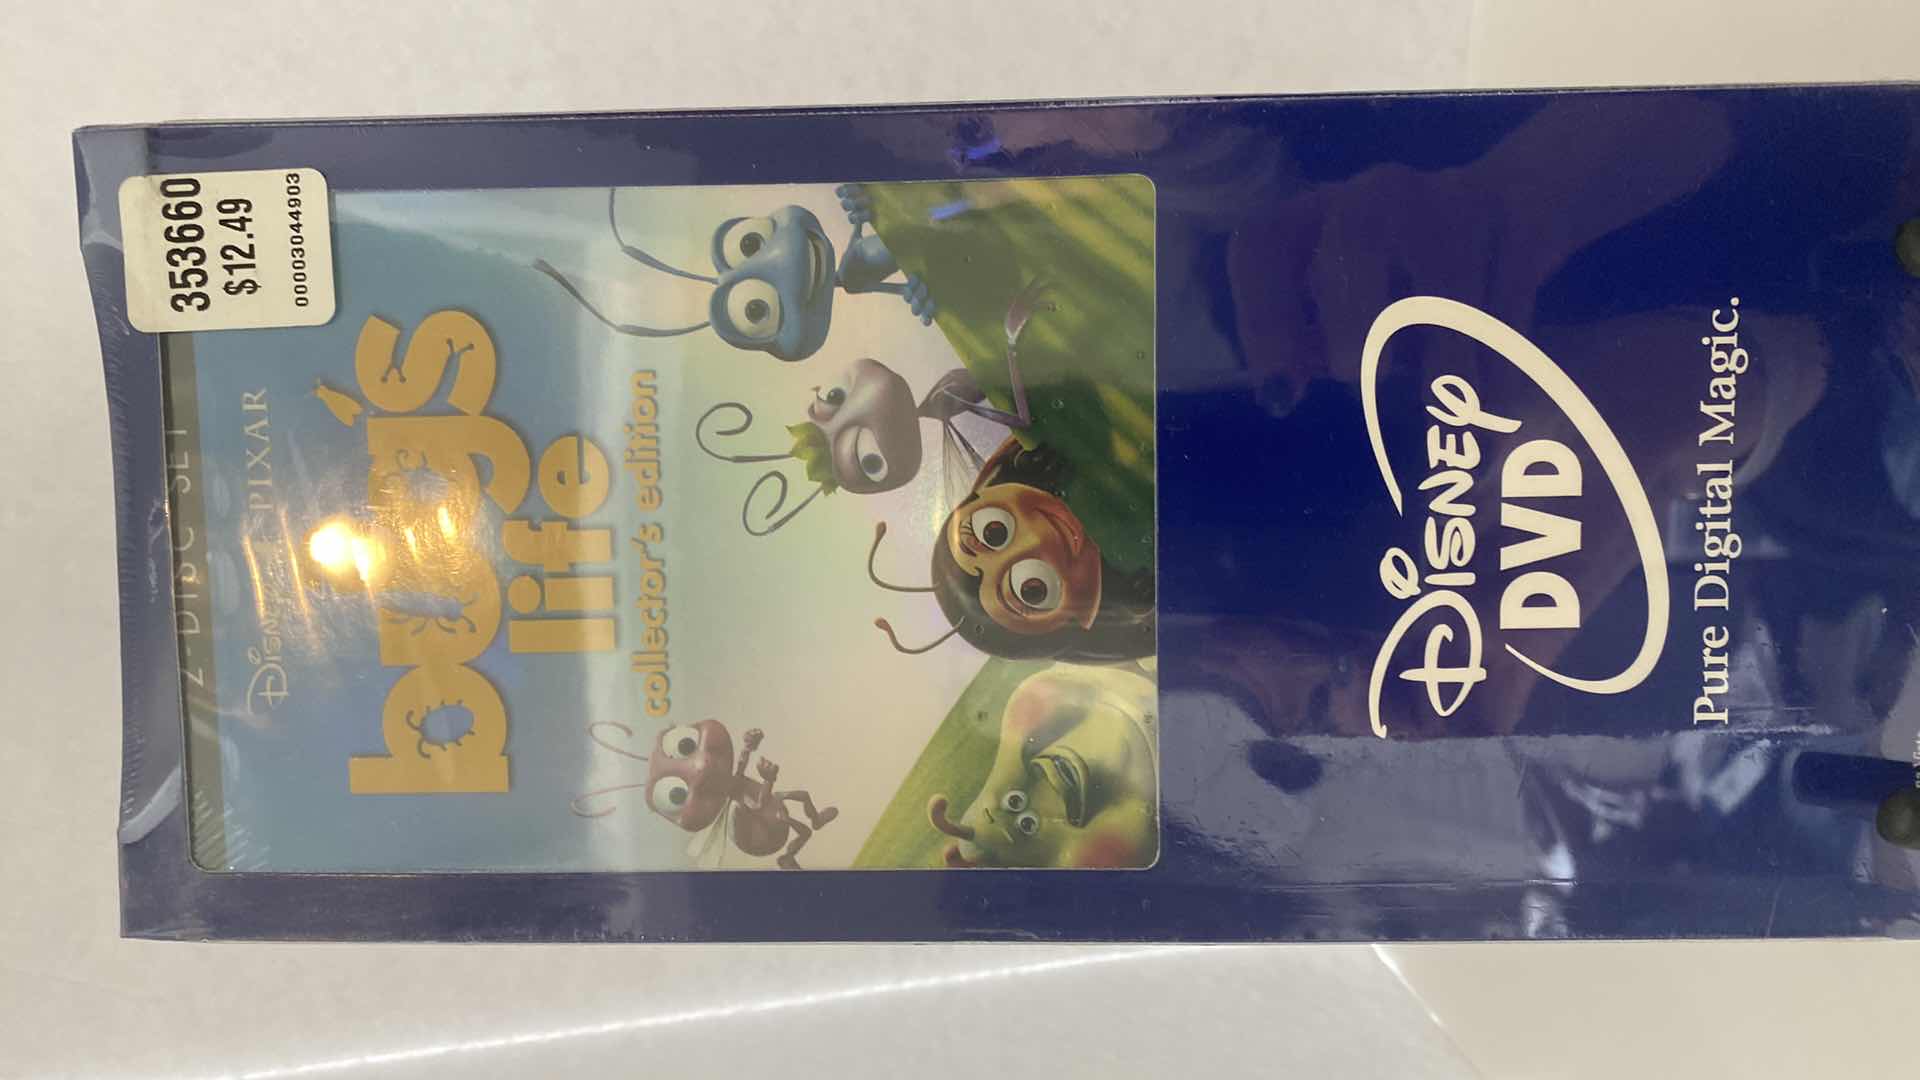 353660
$12.49
00003044903
2-DISC SET
DISNEY PIXAR
bug's
life
collector's edition
DISNEY
DVD
Pure Digital Magic.